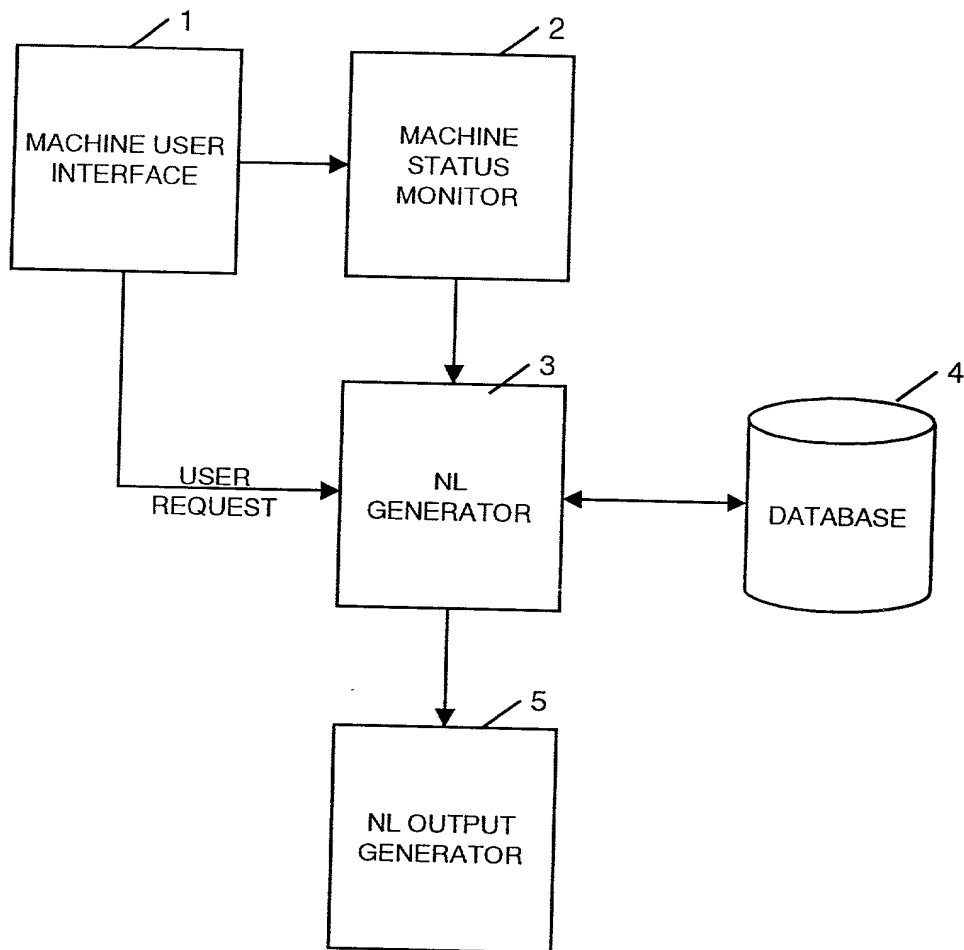 1
2
MACHINE USER
INTERFACE
MACHINE
STATUS
MONITOR
3
4
USER
REQUEST
NL
GENERATOR
DATABASE
5
NL OUTPUT
GENERATOR